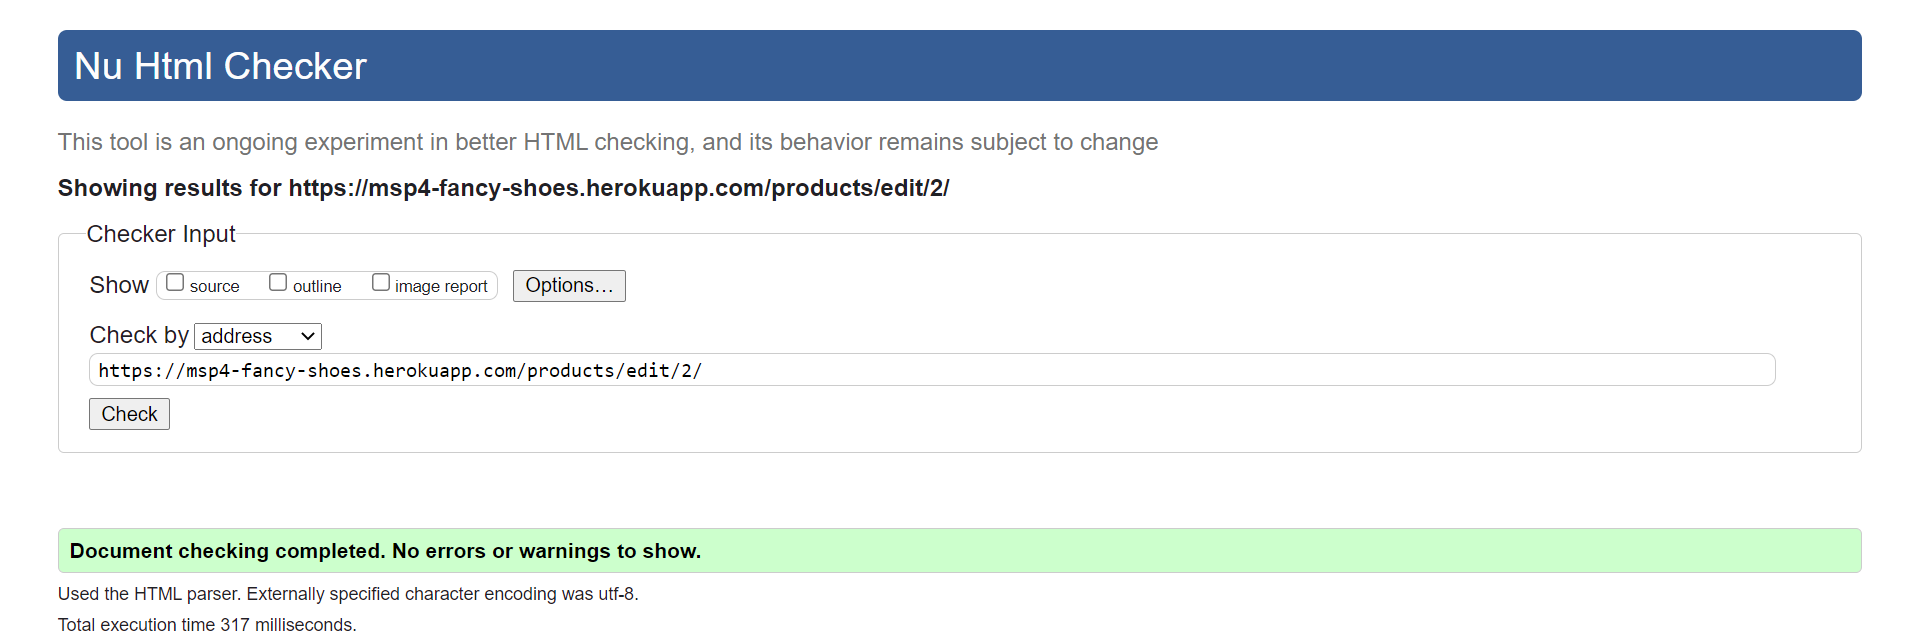 Nu Html Checker
This tool is an ongoing experiment in better HTML checking, and its behavior remains subject to change
Showing results for https://msp4-fancy-shoes.herokuapp.com/products/edit/2/
Checker Input
Show source outline image report Options...
Check by address
https://msp4-fancy-shoes.herokuapp.com/products/edit/2/
Check
Document checking completed. No errors or warnings to show.
Used the HTML parser. Externally specified character encoding was utf-8.
Total execution time 317 milliseconds.